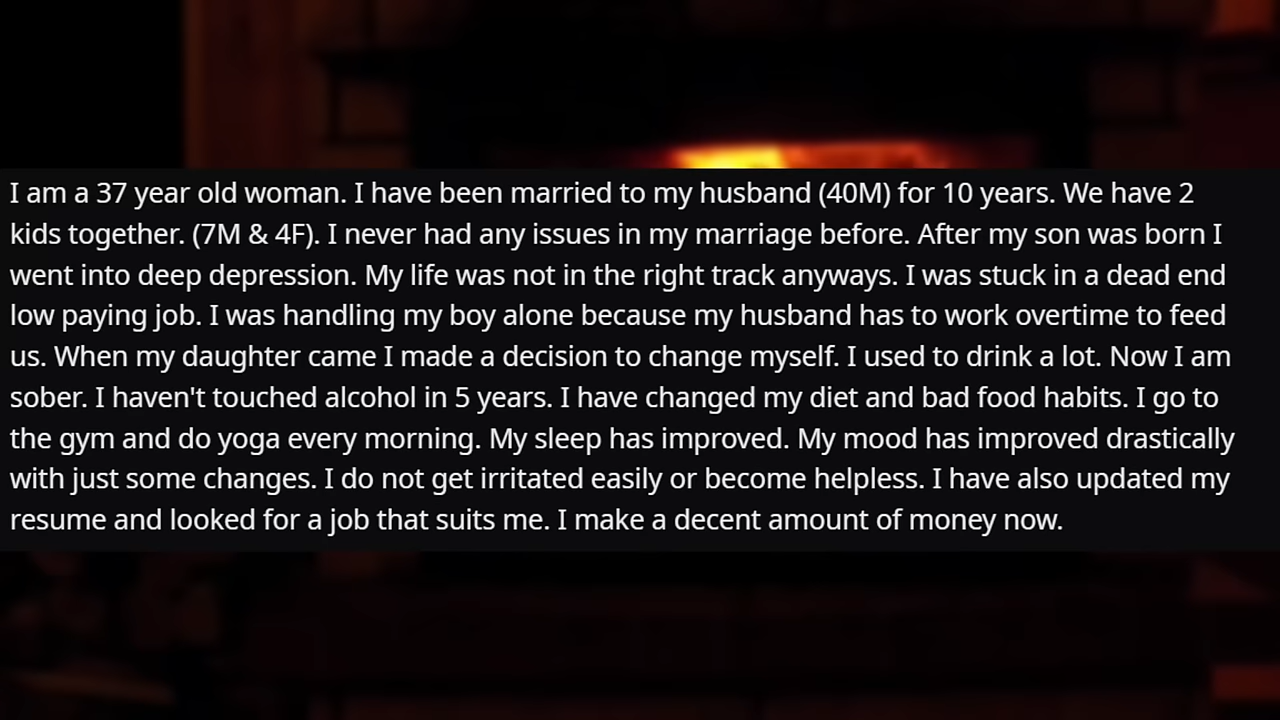 I am a 37 year old woman. I have been married to my husband (40M) for 10 years. We have 2
kids together. (7M & 4F). I never had any issues in my marriage before. After my son was born I
went into deep depression. My life was not in the right track anyways. I was stuck in a dead end
low paying job. I was handling my boy alone because my husband has to work overtime to feed
us. When my daughter came I made a decision to change myself. I used to drink a lot. Now I am
sober. I haven't touched alcohol in 5 years. I have changed my diet and bad food habits. I go to
the gym and do yoga every morning. My sleep has improved. My mood has improved drastically
with just some changes. I do not get irritated easily or become helpless. I have also updated my
resume and looked for a job that suits me. I make a decent amount of money now.